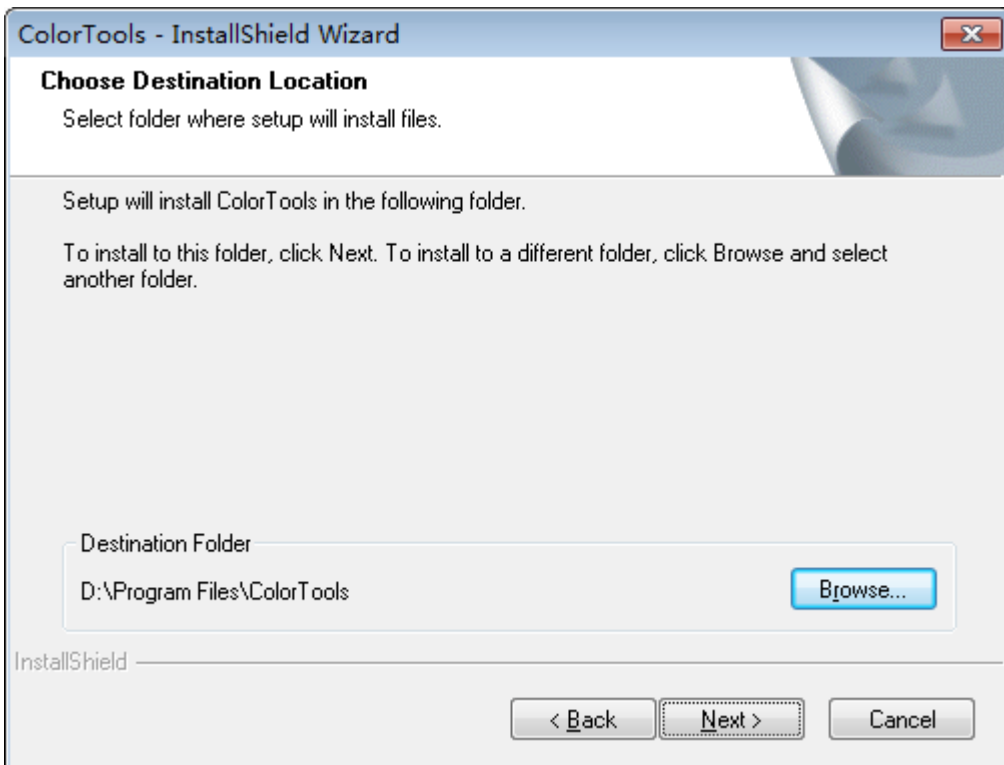 ColorTools - InstallShield Wizard
Choose Destination Location
Select folder where setup will install files.
Setup will install ColorTools in the following folder.
To install to this folder, click Next. To install to a different folder, click Browse and select
another folder.
Destination Folder
D:\Program Files\ColorTools
Browse...
InstallShield
< Back
Next >
Cancel